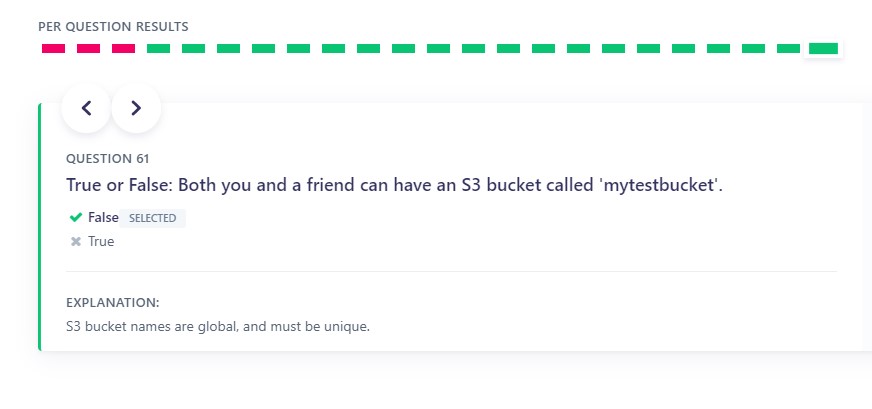 PER QUESTION RESULTS
QUESTION 61
True or False: Both you and a friend can have an S3 bucket called 'mytestbucket'.
False SELECTED
True
EXPLANATION:
S3 bucket names are global, and must be unique.